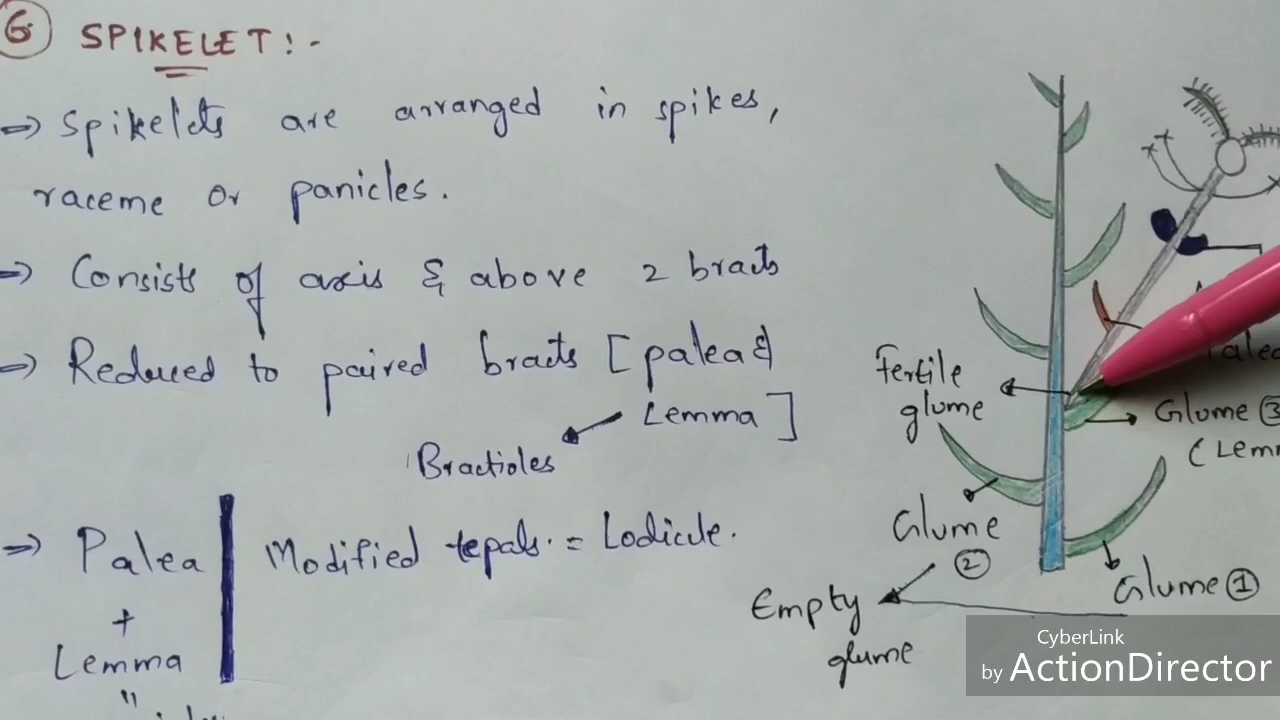 6. SPIKELET :-
=> Spikelets are arranged in spikes,
raceme or panicles.
=> Consists of axis & above 2 bracts
=> Reduced to paired bracts [palea &
Lemma]
Bractioles
=> Palea
+
Lemma
"
Modified tepals. = Lodicule.
Fertile
glume
Glume ③
(Lem
Glume
②
Glume ①
Empty
glume
CyberLink
by ActionDirector